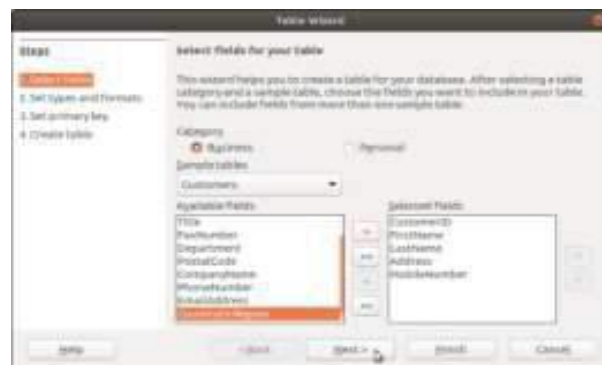 Table Wizard
Steps
1. Select fields
2. Set types and formats
3. Set primary key
4. Create table
Select fields for your table
This wizard helps you to create a table for your database. After selecting a table
category and a sample table, choose the fields you want to include in your table.
You can include fields from more than one sample table.
Category
Business
Personal
Sample tables
Customers
Available fields
Title
FaxNumber
Department
PostalCode
CompanyName
PhoneNumber
EmailAddress
Selected fields
CustomerID
FirstName
LastName
Address
MobileNumber
Help
< Back
Next >
Finish
Cancel